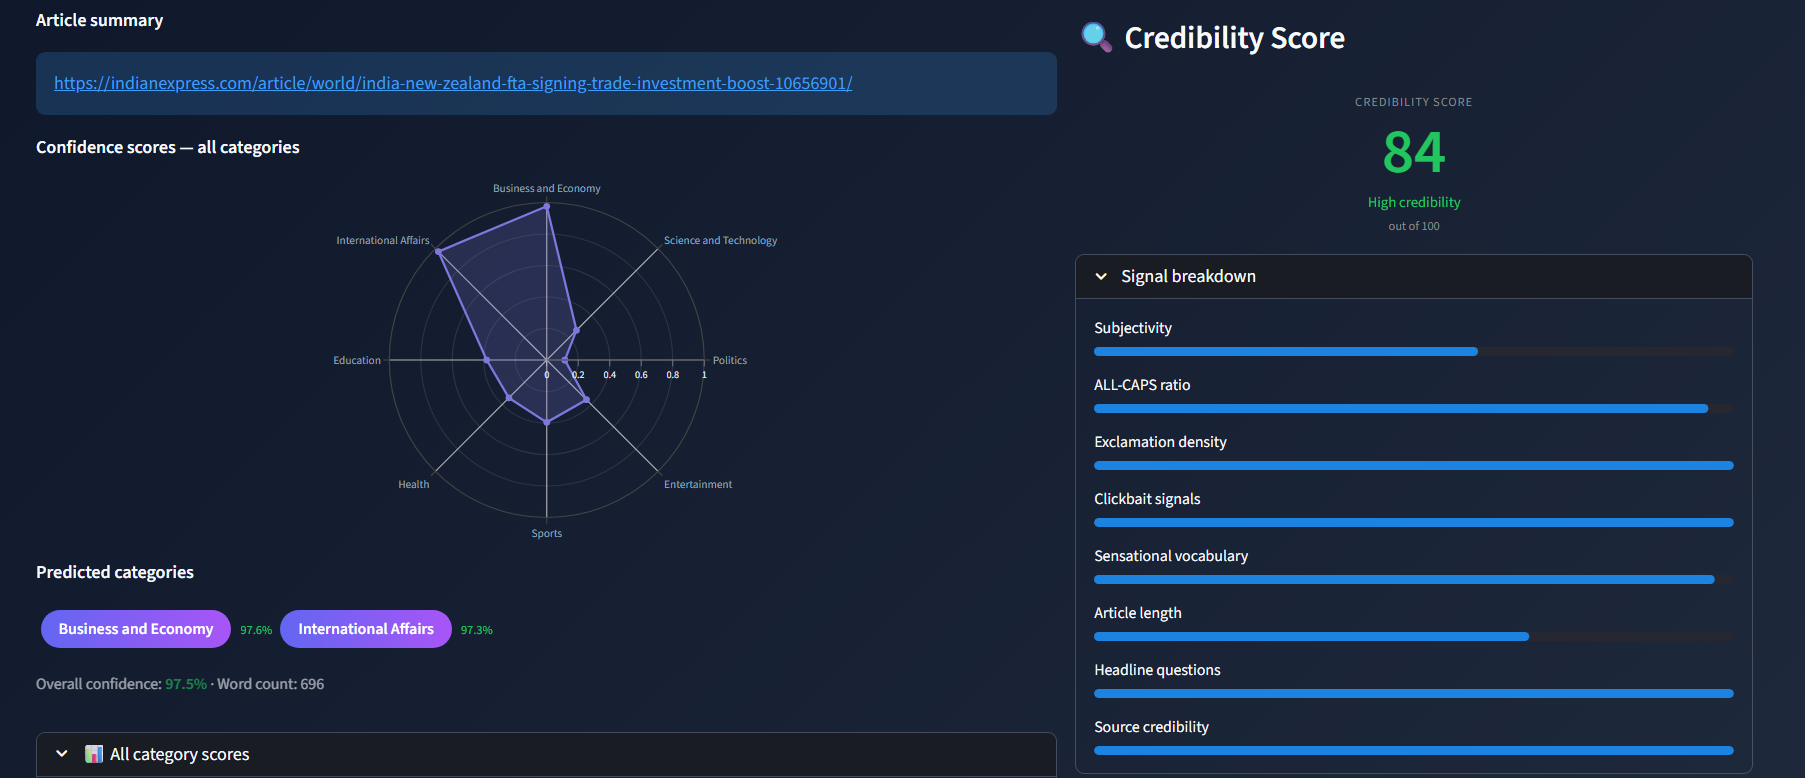 Article summary
https://indianexpress.com/article/world/india-new-zealand-fta-signing-trade-investment-boost-10656901/
Confidence scores — all categories
Business and Economy
International Affairs
Science and Technology
Education
Politics
0 0.2 0.4 0.6 0.8 1
Health
Entertainment
Sports
Predicted categories
Business and Economy 97.6% International Affairs 97.3%
Overall confidence: 97.5% · Word count: 696
All category scores
Credibility Score
CREDIBILITY SCORE
84
High credibility
out of 100
Signal breakdown
Subjectivity
ALL-CAPS ratio
Exclamation density
Clickbait signals
Sensational vocabulary
Article length
Headline questions
Source credibility